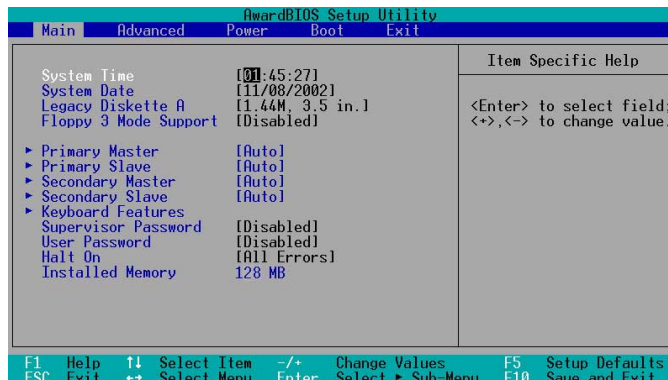 AwardBIOS Setup Utility
Main Advanced Power Boot Exit
Item Specific Help
System Time [01:45:27]
System Date [11/08/2002]
Legacy Diskette A [1.44M, 3.5 in.]
Floppy 3 Mode Support [Disabled]
<Enter> to select field;
<+>,<-> to change value.
▸ Primary Master [Auto]
▸ Primary Slave [Auto]
▸ Secondary Master [Auto]
▸ Secondary Slave [Auto]
▸ Keyboard Features
Supervisor Password [Disabled]
User Password [Disabled]
Halt On [All Errors]
Installed Memory 128 MB
F1 Help ↑↓ Select Item -/+ Change Values F5 Setup Defaults
ESC Exit ←→ Select Menu Enter Select ▸ Sub-Menu F10 Save and Exit